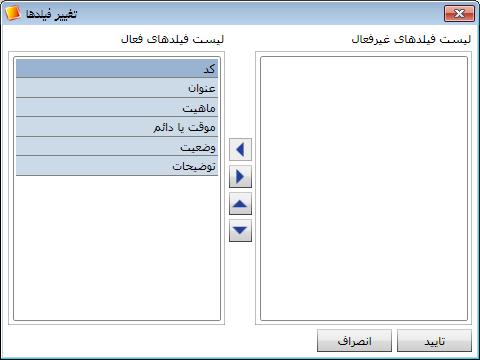 تغییر فیلدها
لیست فیلدهای غیرفعال
لیست فیلدهای فعال
کد
عنوان
ماهیت
موقت یا دائم
وضعیت
توضیحات
تایید
انصراف